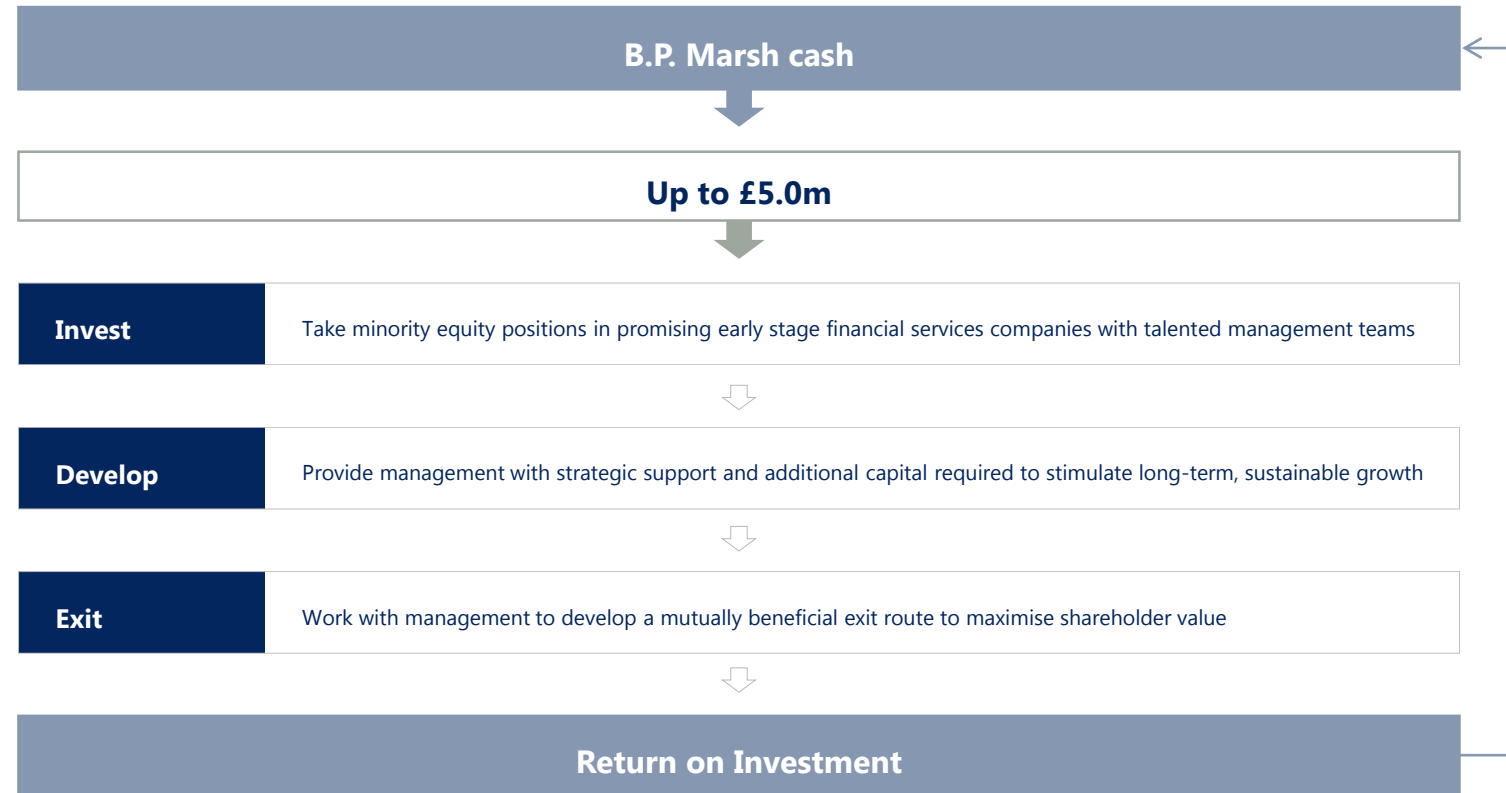 B.P. Marsh cash
Up to £5.0m
Invest
Take minority equity positions in promising early stage financial services companies with talented management teams
Develop
Provide management with strategic support and additional capital required to stimulate long-term, sustainable growth
Exit
Work with management to develop a mutually beneficial exit route to maximise shareholder value
Return on Investment